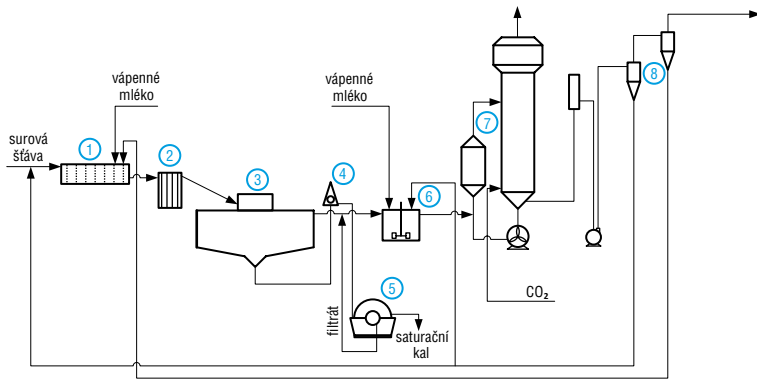 vápenné
mléko
surová
šťáva
1
2
3
4
vápenné
mléko
6
7
8
5
filtrát
saturační
kal
CO₂